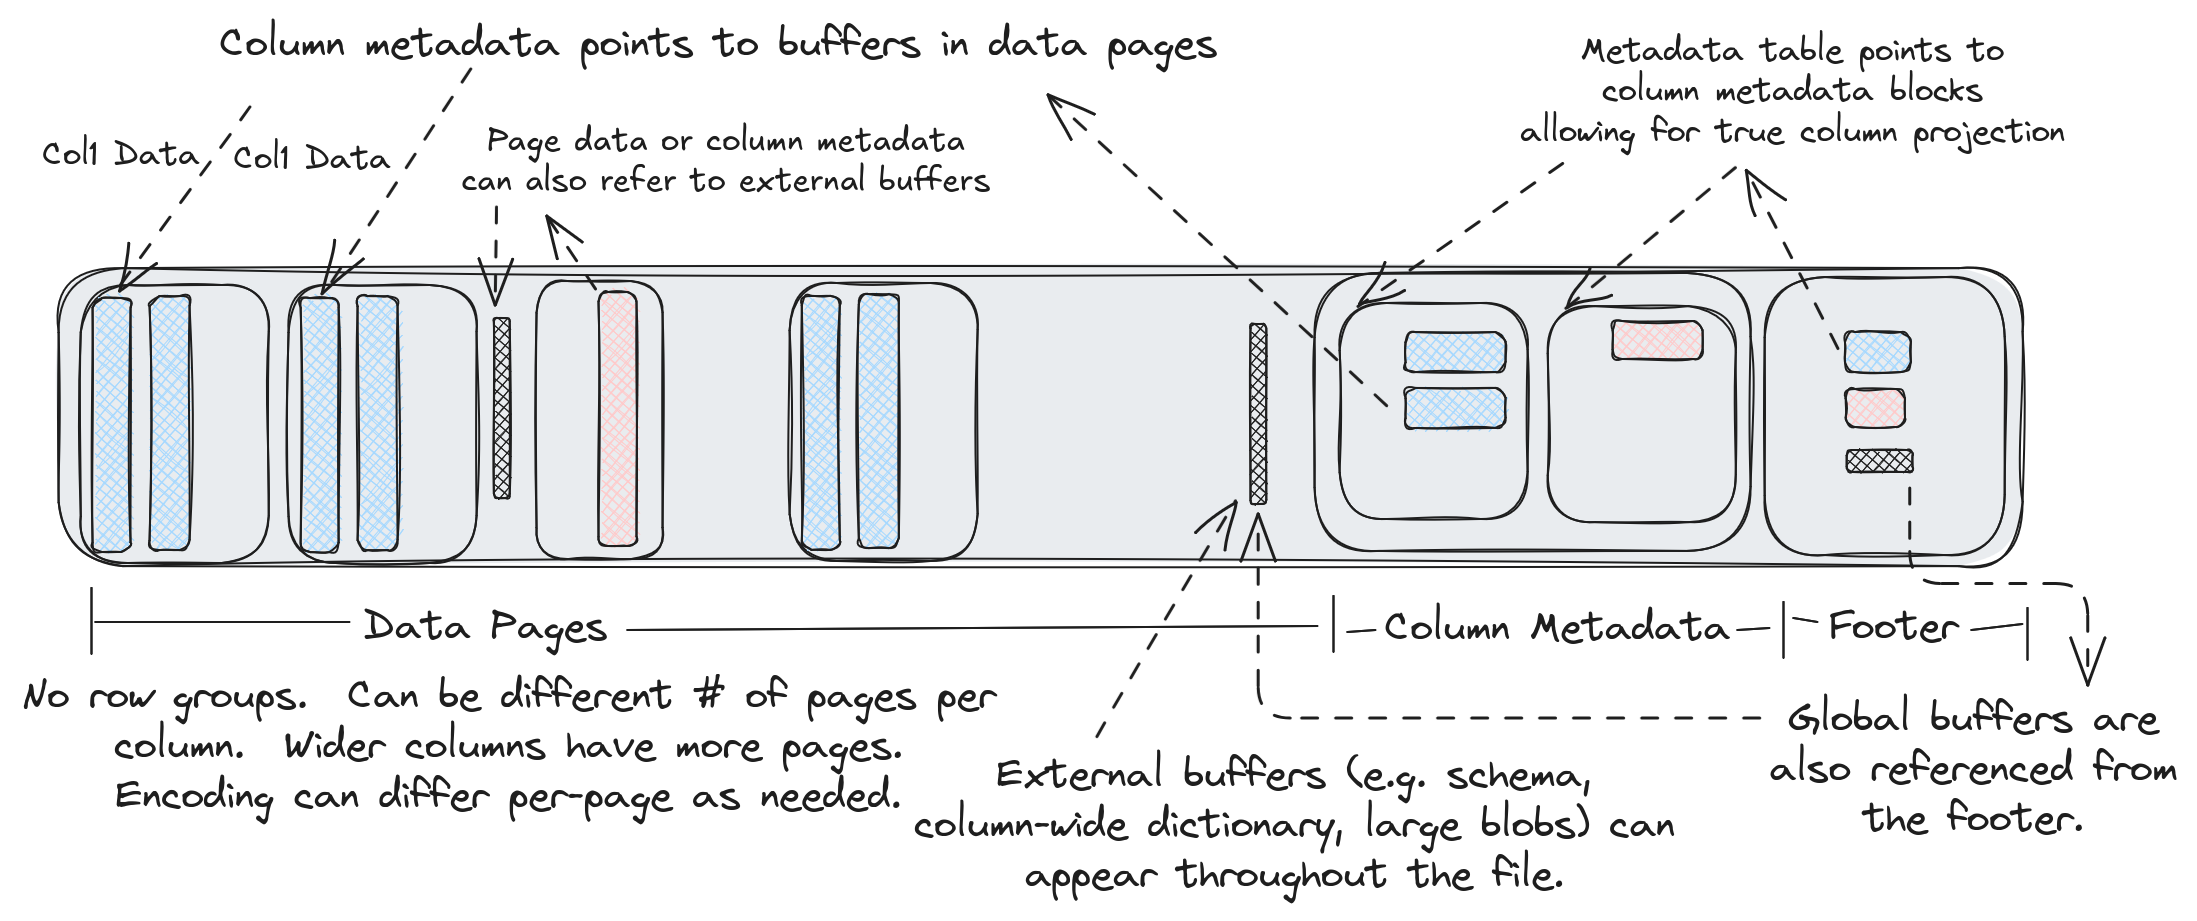 Column metadata points to buffers in data pages
Metadata table points to
column metadata blocks
allowing for true column projection
Col1 Data
Col1 Data
Page data or column metadata
can also refer to external buffers
Data Pages
Column Metadata
Footer
No row groups. Can be different # of pages per
column. Wider columns have more pages.
Encoding can differ per-page as needed.
External buffers (e.g. schema,
column-wide dictionary, large blobs) can
appear throughout the file.
Global buffers are
also referenced from
the footer.